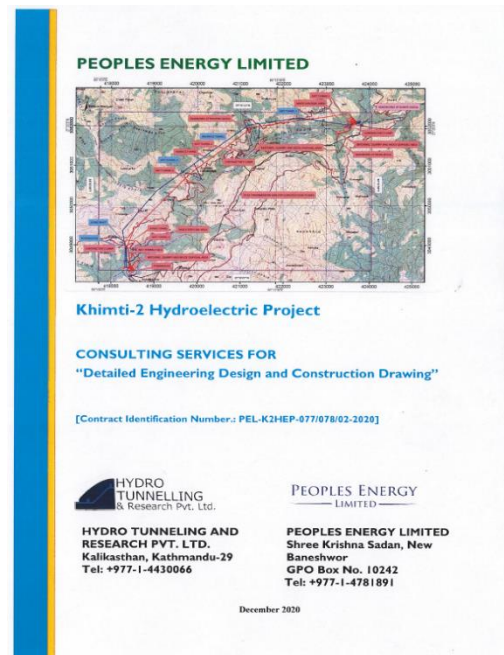 PEOPLES ENERGY LIMITED
Khimti-2 Hydroelectric Project
CONSULTING SERVICES FOR
“Detailed Engineering Design and Construction Drawing”
[Contract Identification Number.: PEL-K2HEP-077/078/02-2020]
HYDRO
TUNNELLING
& Research Pvt. Ltd.
PEOPLES ENERGY
LIMITED
HYDRO TUNNELING AND
RESEARCH PVT. LTD.
Kalikasthan, Kathmandu-29
Tel: +977-1-4430066
PEOPLES ENERGY LIMITED
Shree Krishna Sadan, New
Baneshwor
GPO Box No. 10242
Tel: +977-1-4781891
December 2020